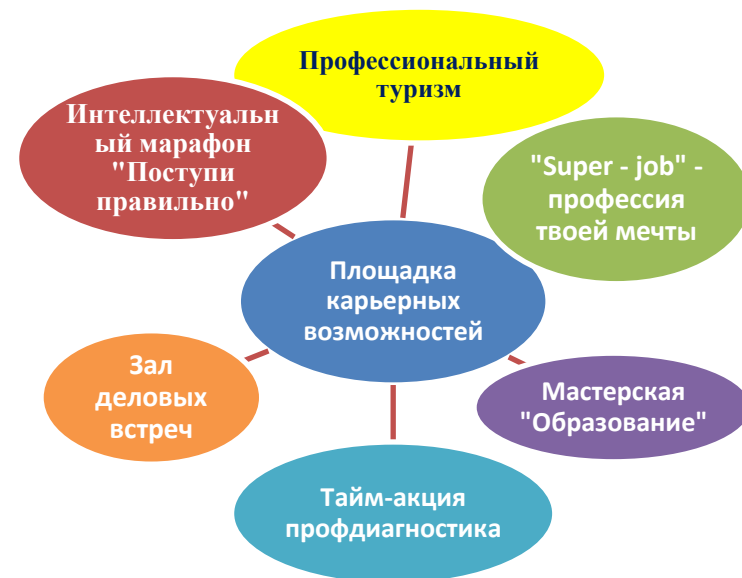 Профессиональный
туризм
Интеллектуальн
ый марафон
"Поступи
правильно"
"Super - job" -
профессия
твоей мечты
Площадка
карьерных
возможностей
Зал
деловых
встреч
Мастерская
"Образование"
Тайм-акция
профдиагностика